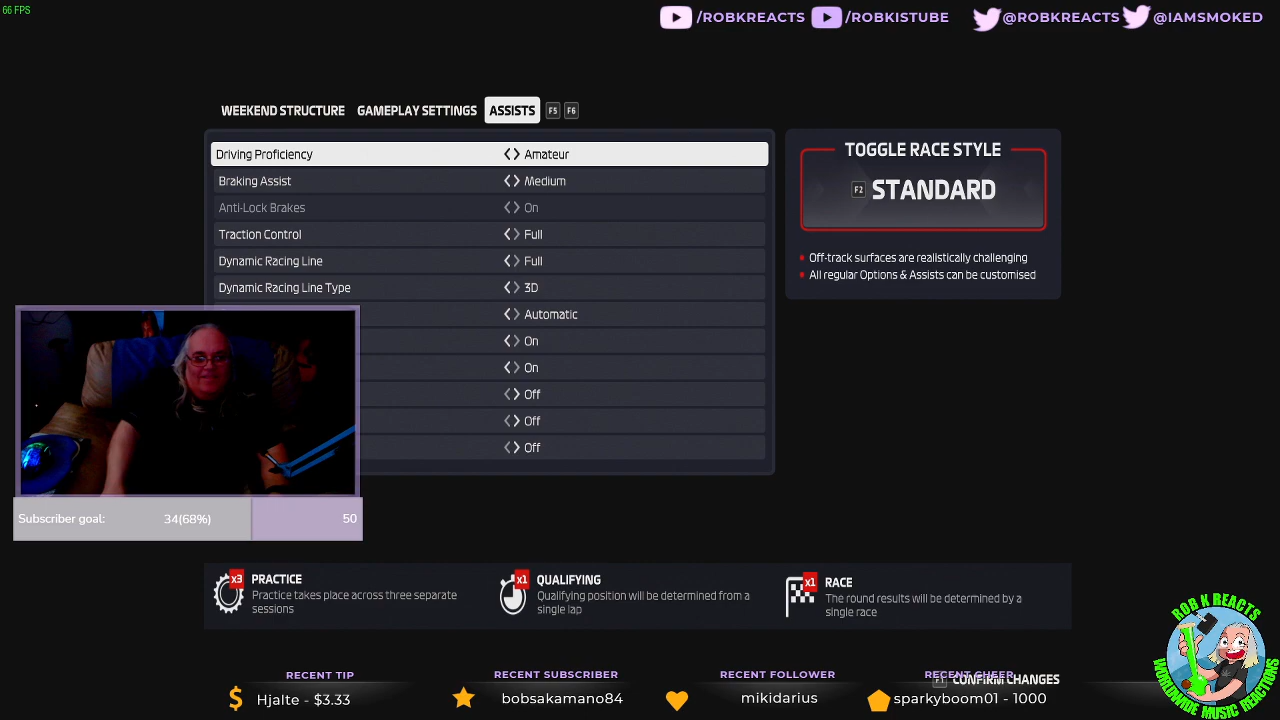 66 FPS
/ROBKREACTS
/ROBKISTUBE
@ROBKREACTS
@IAMSMOKED
WEEKEND STRUCTURE
GAMEPLAY SETTINGS
ASSISTS
F5
F6
Driving Proficiency Amateur
Braking Assist Medium
Anti-Lock Brakes On
Traction Control Full
Dynamic Racing Line Full
Dynamic Racing Line Type 3D
Automatic
On
On
Off
Off
Off
TOGGLE RACE STYLE
F2 STANDARD
Off-track surfaces are realistically challenging
All regular Options & Assists can be customised
Subscriber goal: 34(68%) 50
x3 PRACTICE
Practice takes place across three separate
sessions
x1 QUALIFYING
Qualifying position will be determined from a
single lap
x1 RACE
The round results will be determined by a
single race
RECENT TIP
Hjalte - $3.33
RECENT SUBSCRIBER
bobsakamano84
RECENT FOLLOWER
mikidarius
RECENT CHEER
sparkyboom01 - 1000
CONFIRM CHANGES
ROB K REACTS
WORLDWIDE MUSIC REACTIONS